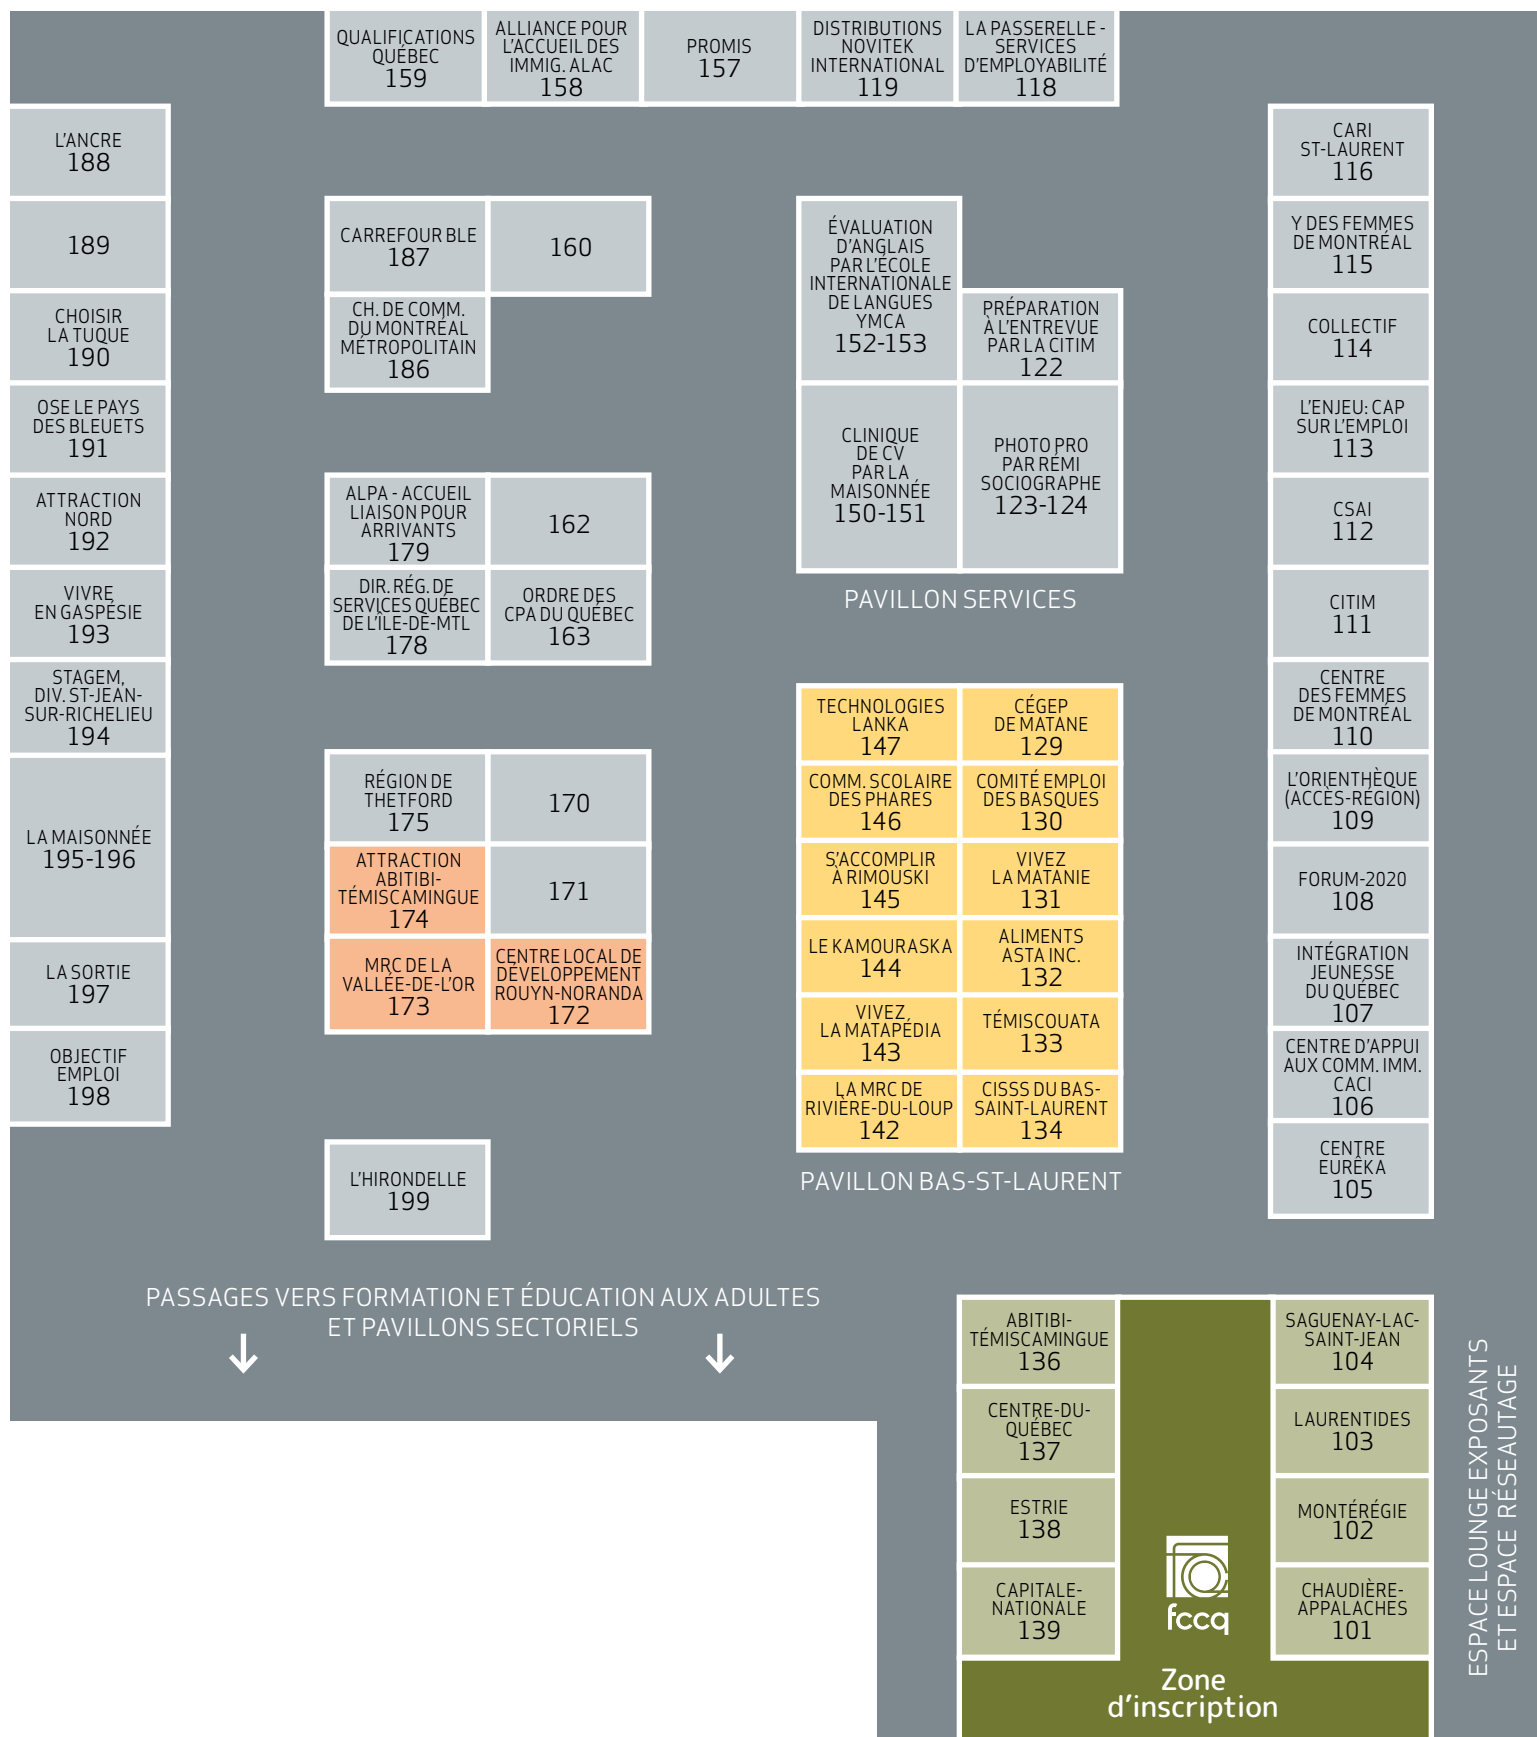 QUALIFICATIONS
QUÉBEC
159
ALLIANCE POUR
L'ACCUEIL DES
IMMIG. ALAC
158
PROMIS
157
DISTRIBUTIONS
NOVITEK
INTERNATIONAL
119
LA PASSERELLE -
SERVICES
D'EMPLOYABILITÉ
118
L'ANCRE
188
189
CHOISIR
LA TUQUE
190
OSE LE PAYS
DES BLEUETS
191
ATTRACTION
NORD
192
VIVRE
EN GASPÉSIE
193
STAGEM,
DIV. ST-JEAN-
SUR-RICHELIEU
194
LA MAISONNÉE
195-196
LA SORTIE
197
OBJECTIF
EMPLOI
198
CARREFOUR BLE
187
160
CH. DE COMM.
DU MONTRÉAL
MÉTROPOLITAIN
186
ALPA - ACCUEIL
LIAISON POUR
ARRIVANTS
179
162
DIR. RÉG. DE
SERVICES QUÉBEC
DE L'ÎLE-DE-MTL
178
ORDRE DES
CPA DU QUÉBEC
163
RÉGION DE
THETFORD
175
170
ATTRACTION
ABITIBI-
TÉMISCAMINGUE
174
171
MRC DE LA
VALLÉE-DE-L'OR
173
CENTRE LOCAL DE
DÉVELOPPEMENT
ROUYN-NORANDA
172
L'HIRONDELLE
199
ÉVALUATION
D'ANGLAIS
PAR L'ÉCOLE
INTERNATIONALE
DE LANGUES
YMCA
152-153
PRÉPARATION
À L'ENTREVUE
PAR LA CITIM
122
CLINIQUE
DE CV
PAR LA
MAISONNÉE
150-151
PHOTO PRO
PAR RÉMI
SOCIOGRAPHE
123-124
PAVILLON SERVICES
TECHNOLOGIES
LANKA
147
CÉGEP
DE MATANE
129
COMM. SCOLAIRE
DES PHARES
146
COMITÉ EMPLOI
DES BASQUES
130
S'ACCOMPLIR
À RIMOUSKI
145
VIVEZ
LA MATANIE
131
LE KAMOURASKA
144
ALIMENTS
ASTA INC.
132
VIVEZ
LA MATAPÉDIA
143
TÉMISCOUATA
133
LA MRC DE
RIVIÈRE-DU-LOUP
142
CISSS DU BAS-
SAINT-LAURENT
134
PAVILLON BAS-ST-LAURENT
CARI
ST-LAURENT
116
Y DES FEMMES
DE MONTRÉAL
115
COLLECTIF
114
L'ENJEU: CAP
SUR L'EMPLOI
113
CSAI
112
CITIM
111
CENTRE
DES FEMMES
DE MONTRÉAL
110
L'ORIENTHÈQUE
(ACCÈS-RÉGION)
109
FORUM-2020
108
INTÉGRATION
JEUNESSE
DU QUÉBEC
107
CENTRE D'APPUI
AUX COMM. IMM.
CACI
106
CENTRE
EURÊKA
105
PASSAGES VERS FORMATION ET ÉDUCATION AUX ADULTES
ET PAVILLONS SECTORIELS
ABITIBI-
TÉMISCAMINGUE
136
CENTRE-DU-
QUÉBEC
137
ESTRIE
138
CAPITALE-
NATIONALE
139
SAGUENAY-LAC-
SAINT-JEAN
104
LAURENTIDES
103
MONTÉRÉGIE
102
CHAUDIÈRE-
APPALACHES
101
fccq
Zone
d'inscription
ESPACE LOUNGE EXPOSANTS
ET ESPACE RÉSEAUTAGE